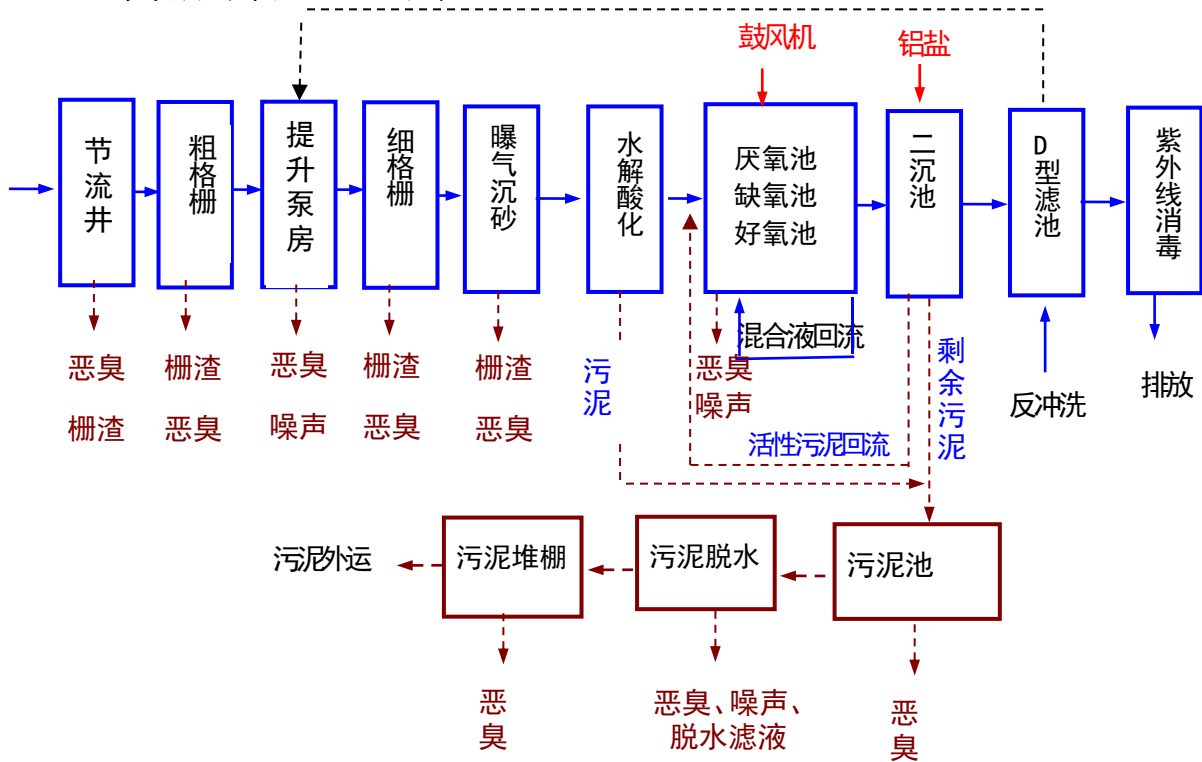 鼓风机
铝盐
节流井
粗格栅
提升泵房
细格栅
曝气沉砂
水解酸化
厌氧池
缺氧池
好氧池
二沉池
D型滤池
紫外线消毒
恶臭
栅渣
栅渣
恶臭
恶臭
噪声
栅渣
恶臭
栅渣
恶臭
污泥
混合液回流
恶臭
噪声
活性污泥回流
剩余污泥
反冲洗
排放
污泥外运
污泥堆棚
污泥脱水
污泥池
恶臭
恶臭、噪声、
脱水滤液
恶臭